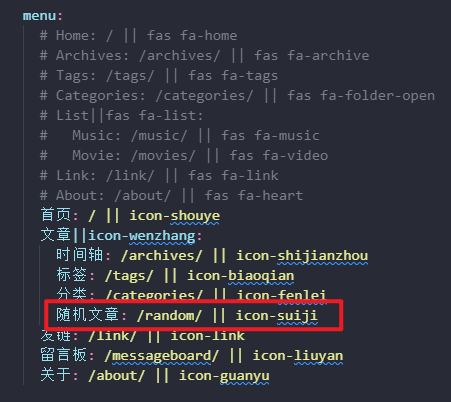 menu:
# Home: / || fas fa-home
# Archives: /archives/ || fas fa-archive
# Tags: /tags/ || fas fa-tags
# Categories: /categories/ || fas fa-folder-open
# List||fas fa-list:
#   Music: /music/ || fas fa-music
#   Movie: /movies/ || fas fa-video
# Link: /link/ || fas fa-link
# About: /about/ || fas fa-heart
首页: / || icon-shouye
文章||icon-wenzhang:
时间轴: /archives/ || icon-shijianzhou
标签: /tags/ || icon-biaoqian
分类: /categories/ || icon-fenlei
随机文章: /random/ || icon-suiji
友链: /link/ || icon-link
留言板: /messageboard/ || icon-liuyan
关于: /about/ || icon-guanyu